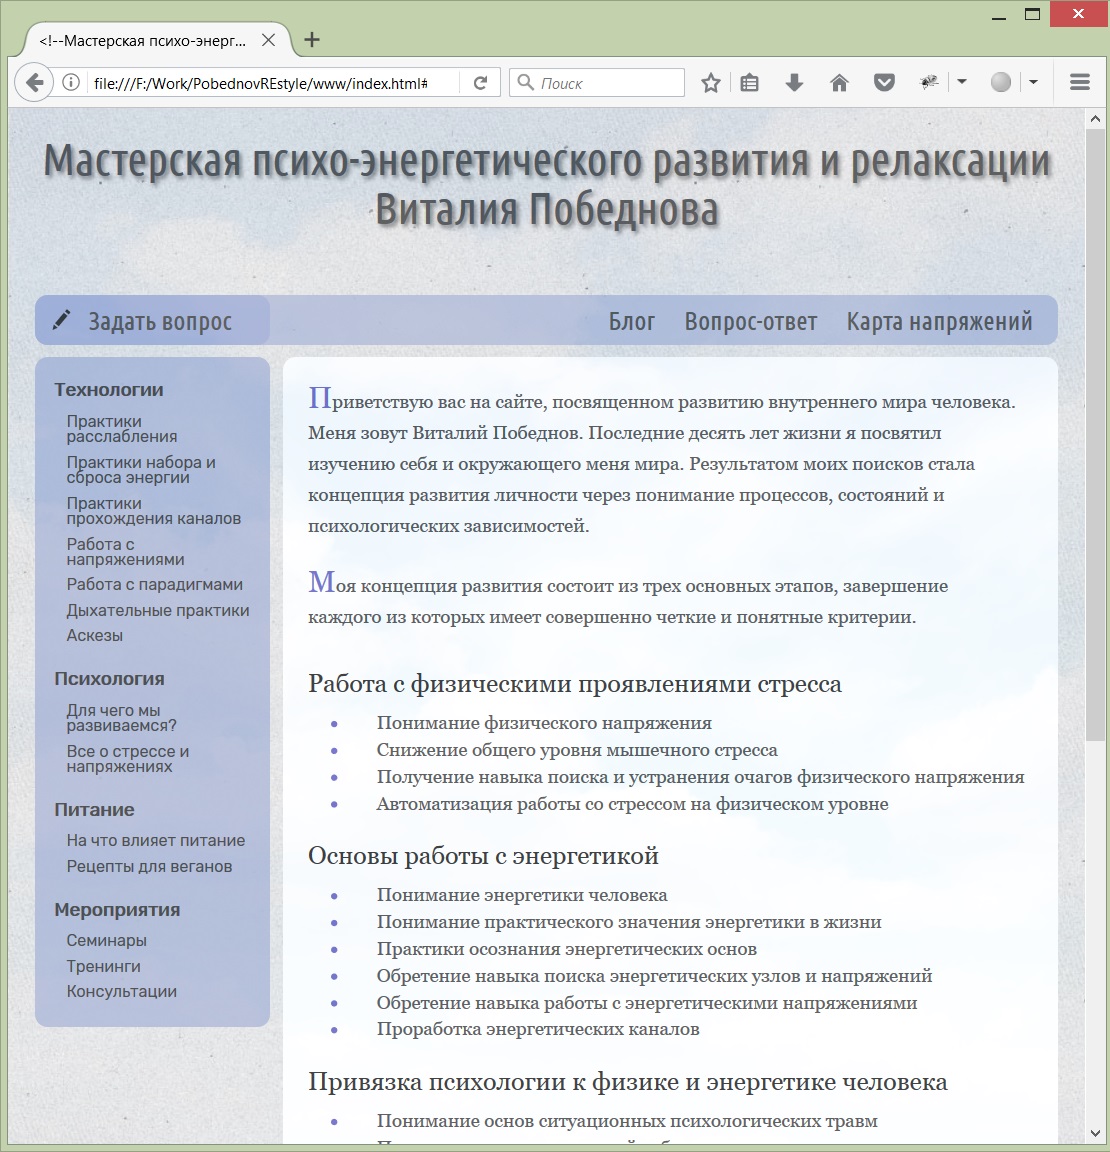 <!--Мастерская психо-энерг...
file:///F:/Work/PobednovREstyle/www/index.html#
Поиск
Мастерская психо-энергетического развития и релаксации
Виталия Победнова
Задать вопрос
Блог
Вопрос-ответ
Карта напряжений
Технологии
Практики
расслабления
Практики набора и
сброса энергии
Практики
прохождения каналов
Работа с
напряжениями
Работа с парадигмами
Дыхательные практики
Аскезы
Психология
Для чего мы
развиваемся?
Все о стрессе и
напряжениях
Питание
На что влияет питание
Рецепты для веганов
Мероприятия
Семинары
Тренинги
Консультации
Приветствую вас на сайте, посвященном развитию внутреннего мира человека.
Меня зовут Виталий Победнов. Последние десять лет жизни я посвятил
изучению себя и окружающего меня мира. Результатом моих поисков стала
концепция развития личности через понимание процессов, состояний и
психологических зависимостей.
Моя концепция развития состоит из трех основных этапов, завершение
каждого из которых имеет совершенно четкие и понятные критерии.
Работа с физическими проявлениями стресса
• Понимание физического напряжения
• Снижение общего уровня мышечного стресса
• Получение навыка поиска и устранения очагов физического напряжения
• Автоматизация работы со стрессом на физическом уровне
Основы работы с энергетикой
• Понимание энергетики человека
• Понимание практического значения энергетики в жизни
• Практики осознания энергетических основ
• Обретение навыка поиска энергетических узлов и напряжений
• Обретение навыка работы с энергетическими напряжениями
• Проработка энергетических каналов
Привязка психологии к физике и энергетике человека
• Понимание основ ситуационных психологических травм